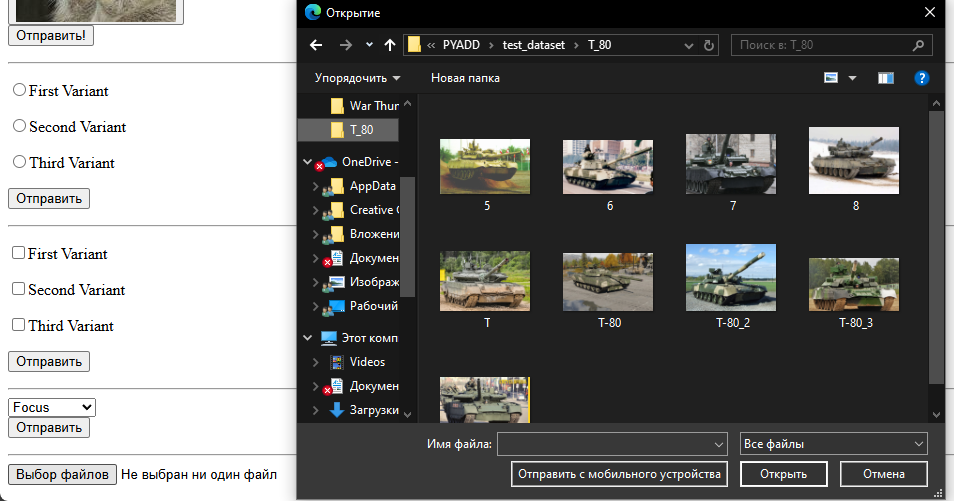 Отправить!
First Variant
Second Variant
Third Variant
Отправить
First Variant
Second Variant
Third Variant
Отправить
Focus
Отправить
Выбор файлов Не выбран ни один файл
Открытие
« PYADD › test_dataset › T_80
Поиск в: T_80
Упорядочить Новая папка
War Thun
T_80
OneDrive -
AppData
Creative C
Вложени
Докумен
Изображ
Рабочий
Этот комп
Videos
Докумен
Загрузки
5 6 7 8
T T-80 T-80_2 T-80_3
Имя файла: Все файлы
Отправить с мобильного устройства Открыть Отмена